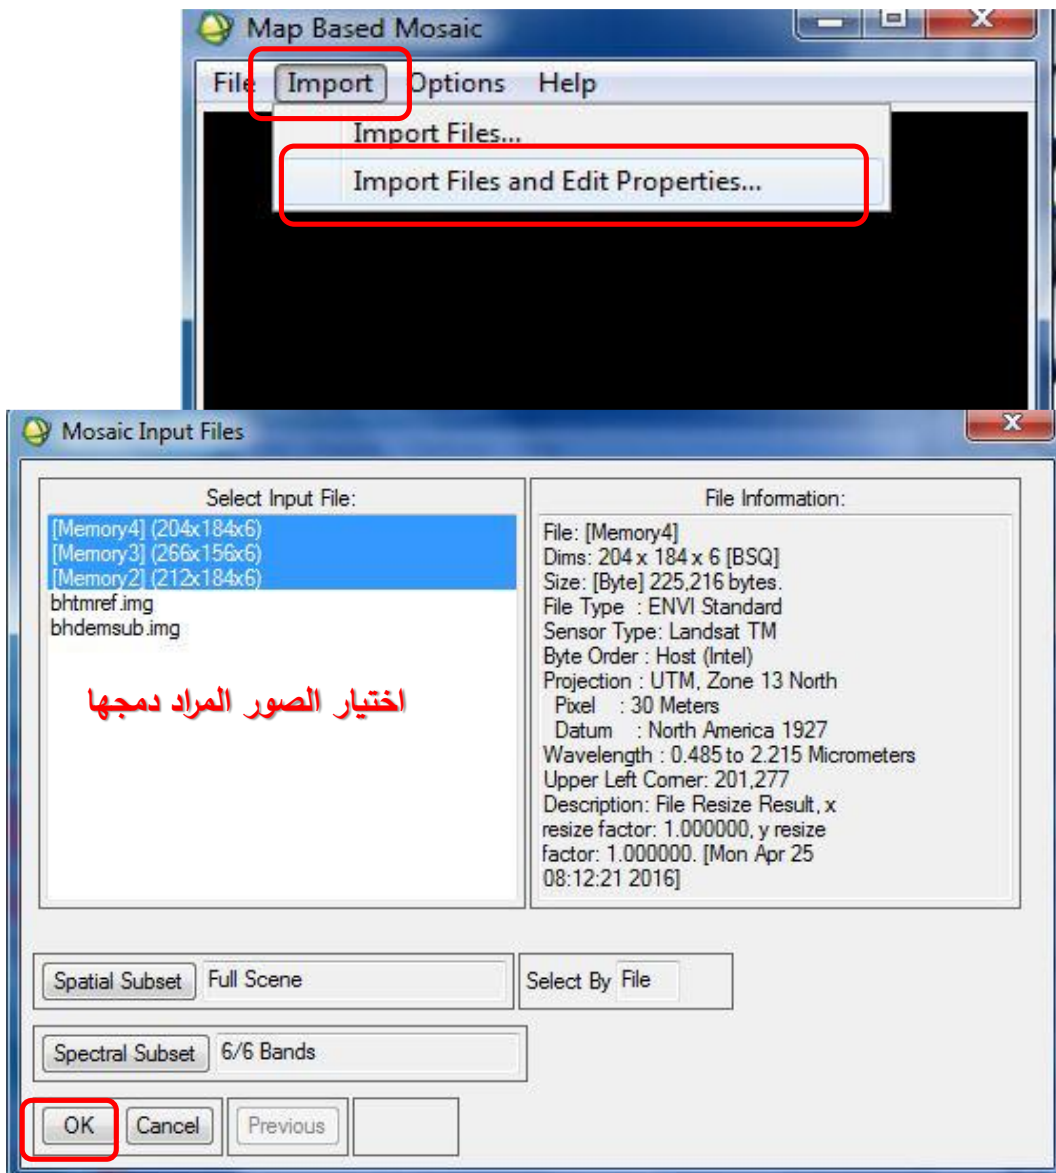 Map Based Mosaic
File Import Options Help
Import Files...
Import Files and Edit Properties...
Mosaic Input Files
Select Input File:
[Memory4] (204x184x6)
[Memory3] (266x156x6)
[Memory2] (212x184x6)
bhtmref.img
bhdemsub.img
اختيار الصور المراد دمجها
File Information:
File: [Memory4]
Dims: 204 x 184 x 6 [BSQ]
Size: [Byte] 225,216 bytes.
File Type : ENVI Standard
Sensor Type: Landsat TM
Byte Order : Host (Intel)
Projection : UTM, Zone 13 North
Pixel : 30 Meters
Datum : North America 1927
Wavelength : 0.485 to 2.215 Micrometers
Upper Left Corner: 201,277
Description: File Resize Result, x
resize factor: 1.000000, y resize
factor: 1.000000. [Mon Apr 25
08:12:21 2016]
Spatial Subset Full Scene
Select By File
Spectral Subset 6/6 Bands
OK Cancel Previous